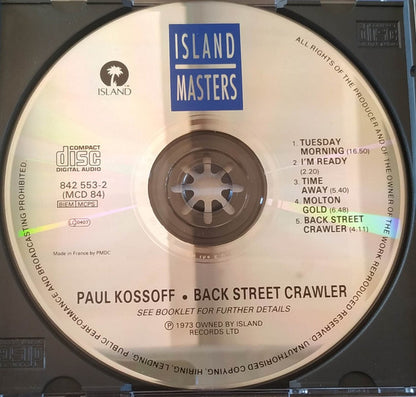 ISLAND
MASTERS
ISLAND
COMPACT
disc
DIGITAL AUDIO
842 553-2
(MCD 84)
BIEM MCPS
Made in France by PMDC
1. TUESDAY
MORNING (16.50)
2. I'M READY
(2.20)
3. TIME
AWAY (5.40)
4. MOLTON
GOLD (6.48)
5. BACK STREET
CRAWLER (4.11)
PAUL KOSSOFF • BACK STREET CRAWLER
SEE BOOKLET FOR FURTHER DETAILS
℗ 1973 OWNED BY ISLAND
RECORDS LTD
ALL RIGHTS OF THE PRODUCER AND OF THE OWNER OF THE WORK REPRODUCED RESERVED. UNAUTHORISED COPYING, HIRING, LENDING, PUBLIC PERFORMANCE AND BROADCASTING PROHIBITED.
disc